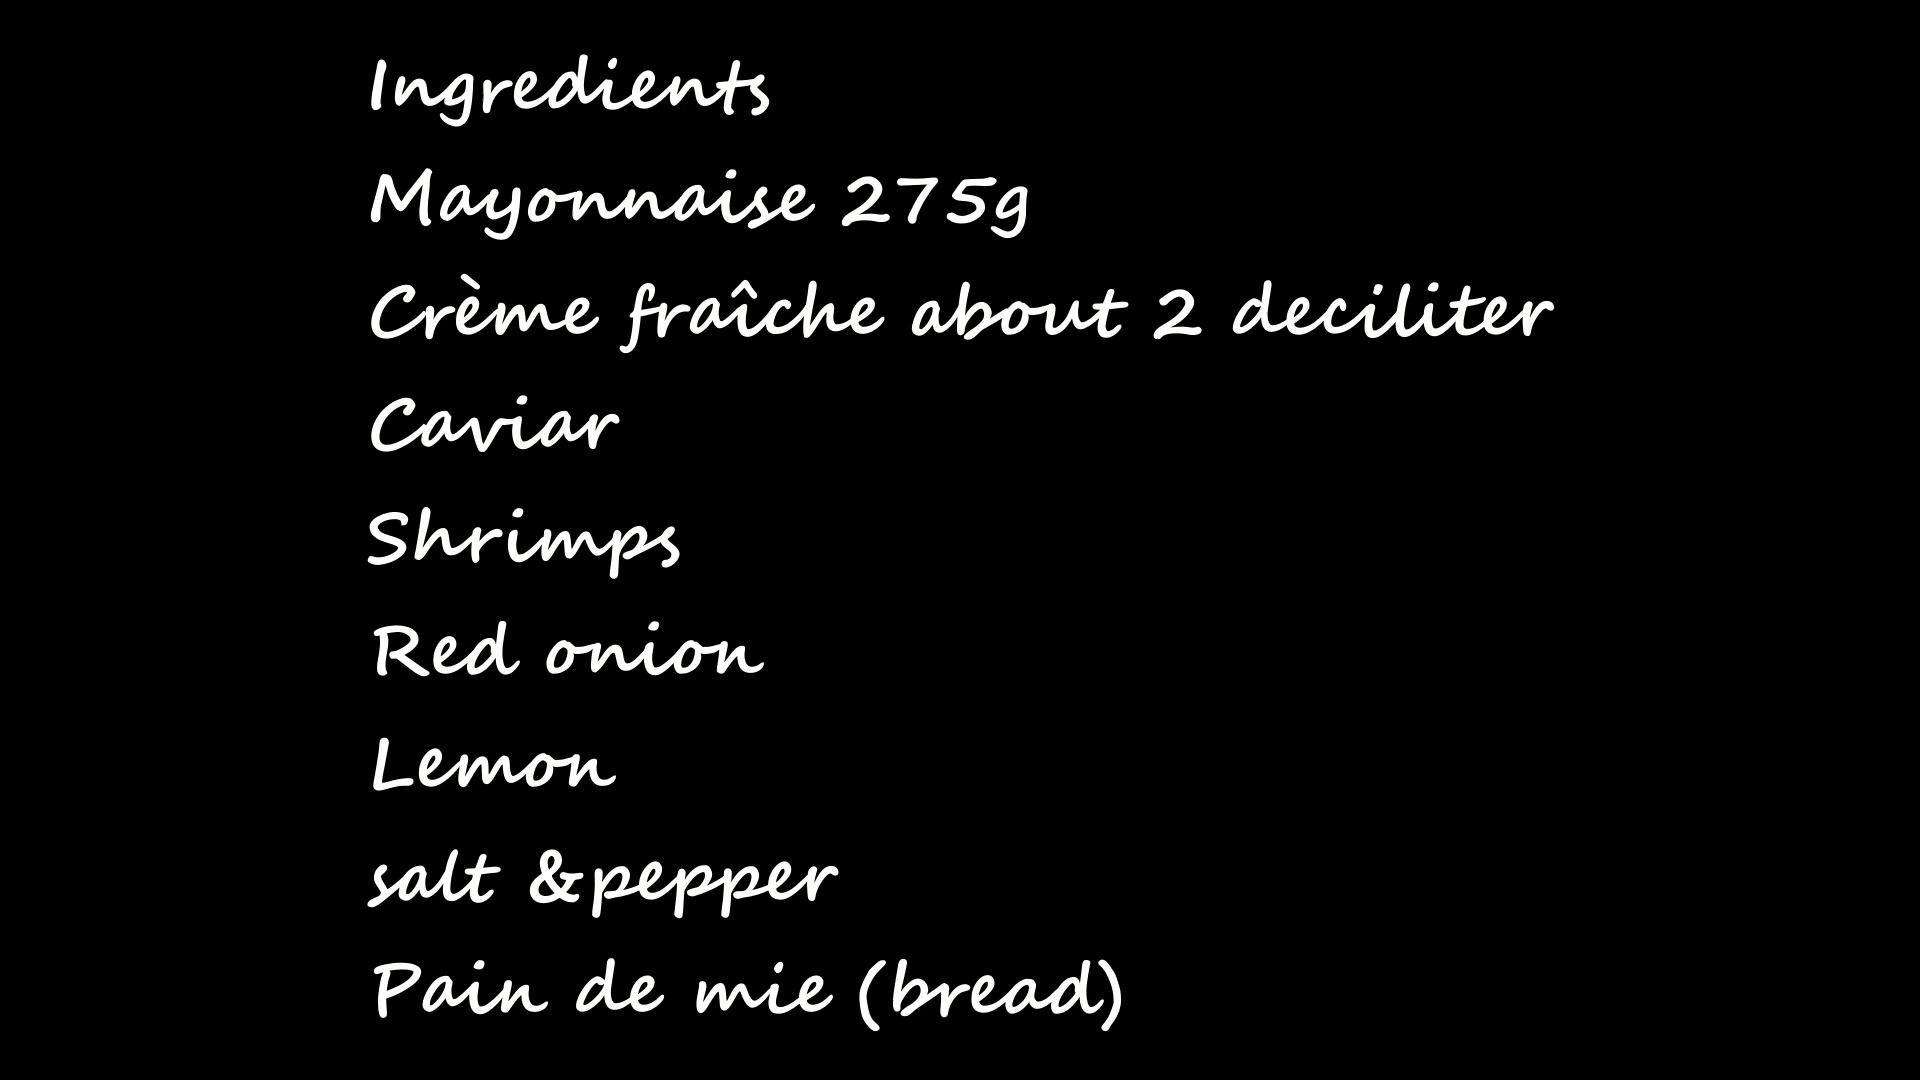 Ingredients
Mayonnaise 275g
Crème fraîche about 2 deciliter
Caviar
Shrimps
Red onion
Lemon
salt &pepper
Pain de mie (bread)